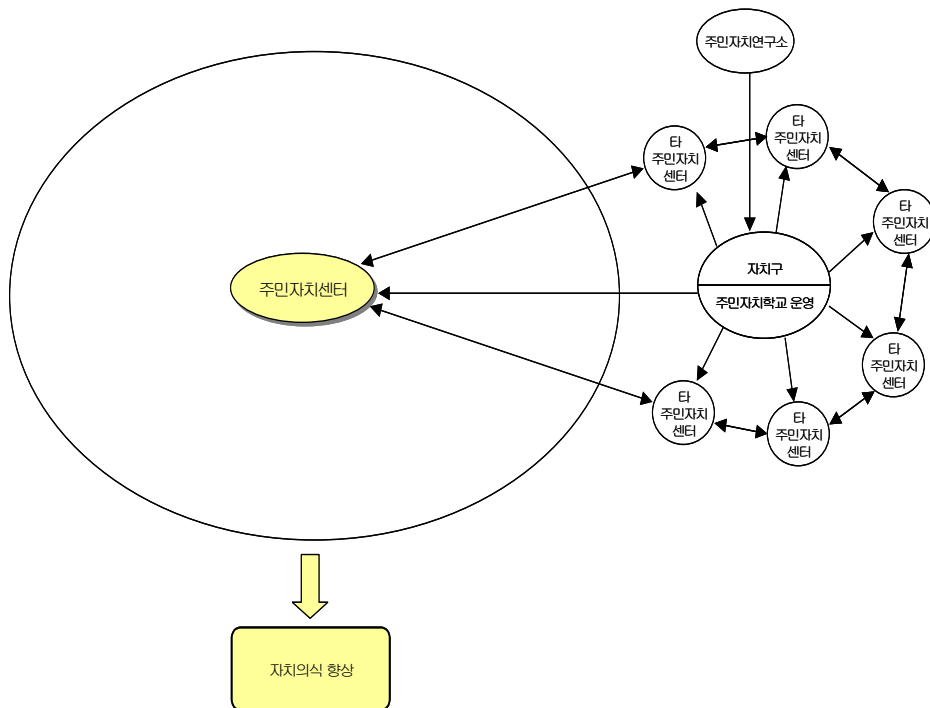 주민자치연구소
타
주민자치
센터
타
주민자치
센터
타
주민자치
센터
자치구
주민자치학교 운영
주민자치센터
타
주민자치
센터
타
주민자치
센터
타
주민자치
센터
자치의식 향상